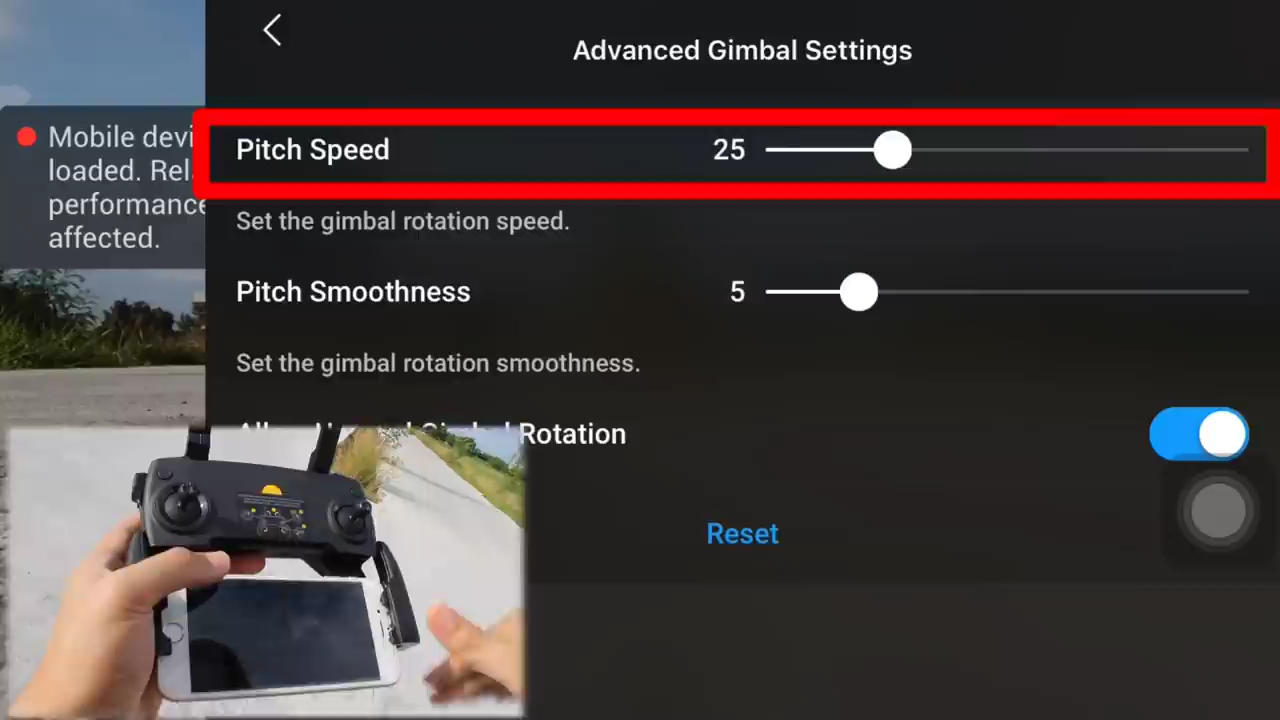 Advanced Gimbal Settings
Mobile devi
loaded. Rel
performance
affected.
Pitch Speed 25
Set the gimbal rotation speed.
Pitch Smoothness 5
Set the gimbal rotation smoothness.
Rotation
Reset